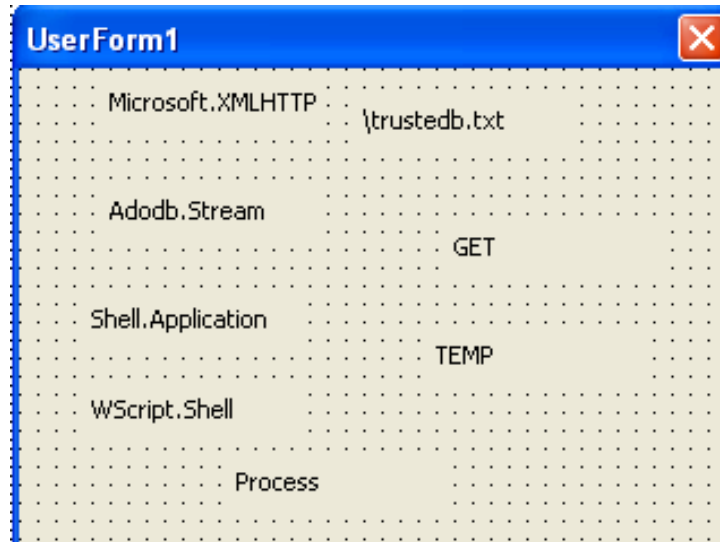 UserForm1
Microsoft.XMLHTTP
\trustedb.txt
Adodb.Stream
GET
Shell.Application
TEMP
WScript.Shell
Process